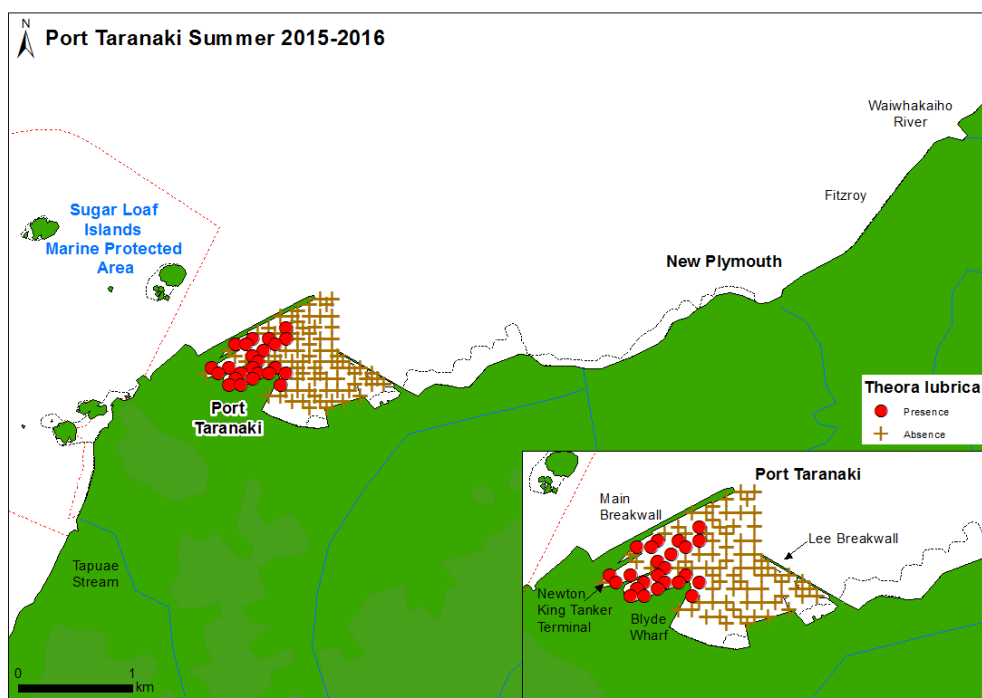 N
Port Taranaki Summer 2015-2016
Waiwhakaiho
River
Fitzroy
Sugar Loaf
Islands
Marine Protected
Area
New Plymouth
Port
Taranaki
Theora lubrica
Presence
Absence
Tapuae
Stream
0
1
km
Port Taranaki
Main
Breakwall
Lee Breakwall
Newton
King Tanker
Terminal
Blyde
Wharf